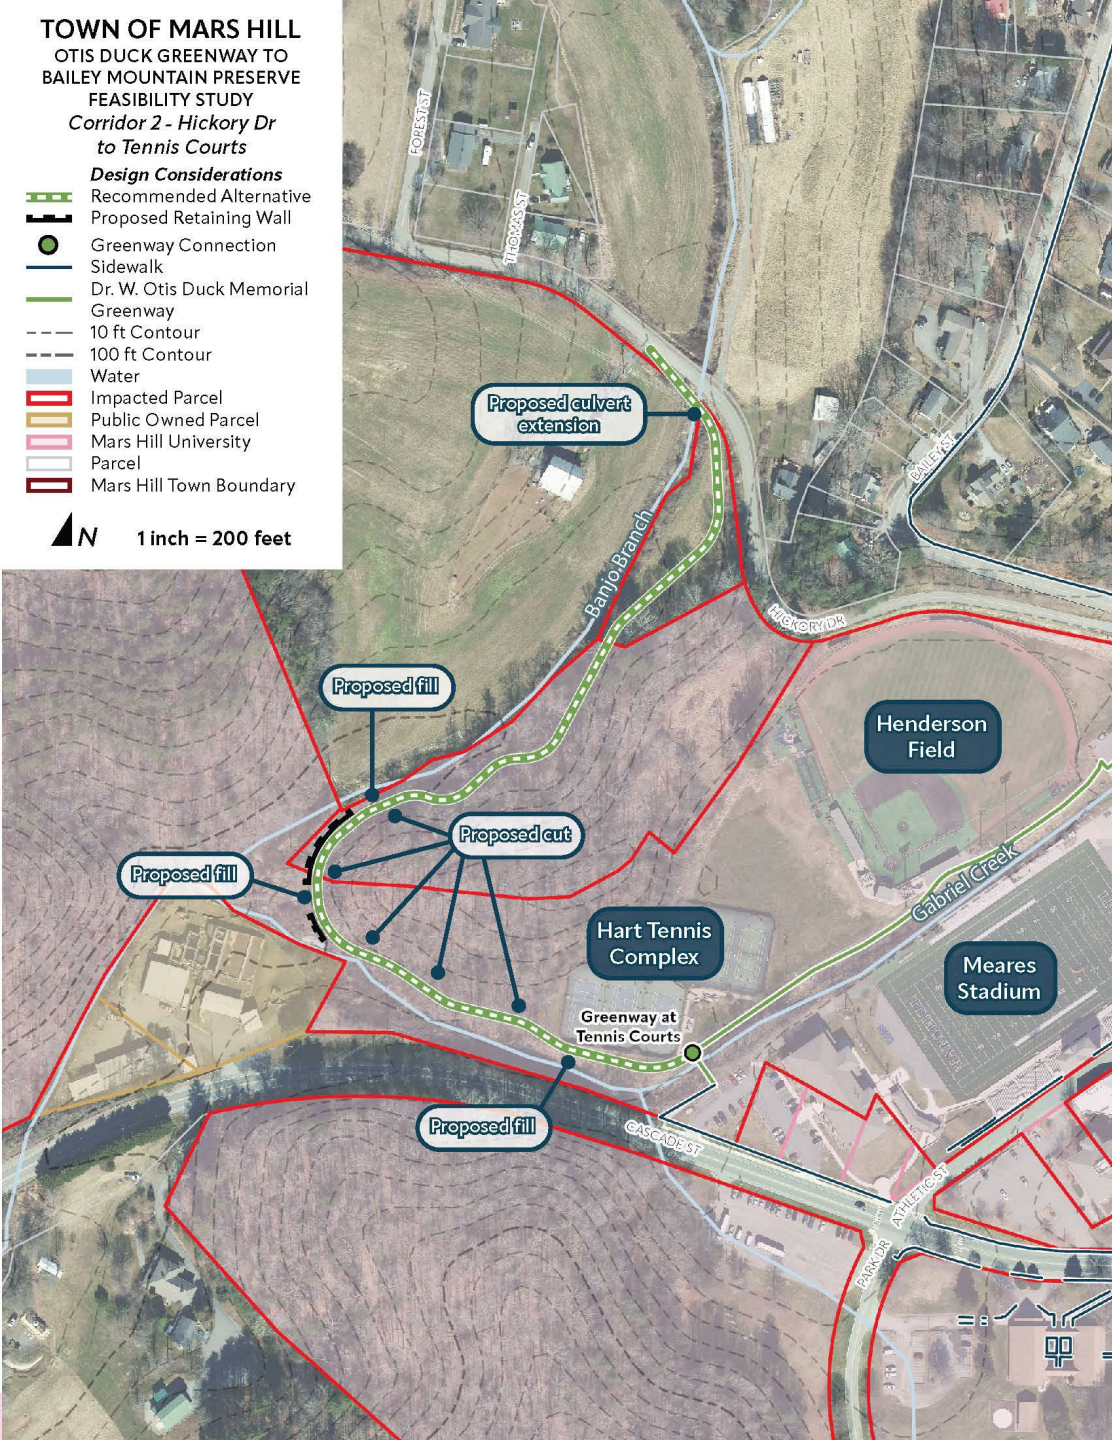 TOWN OF MARS HILL
OTIS DUCK GREENWAY TO
BAILEY MOUNTAIN PRESERVE
FEASIBILITY STUDY
Corridor 2 - Hickory Dr
to Tennis Courts
Design Considerations
Recommended Alternative
Proposed Retaining Wall
Greenway Connection
Sidewalk
Dr. W. Otis Duck Memorial
Greenway
10 ft Contour
100 ft Contour
Water
Impacted Parcel
Public Owned Parcel
Mars Hill University
Parcel
Mars Hill Town Boundary
N
1 inch = 200 feet
FOREST ST
THOMAS ST
Proposed culvert
extension
BAILEY ST
Banjo Branch
HICKORY DR
Proposed fill
Henderson
Field
Proposed cut
Proposed fill
Gabriel Creek
Hart Tennis
Complex
Meares
Stadium
Greenway at
Tennis Courts
Proposed fill
CASCADE ST
ATHLETIC ST
PARK DR